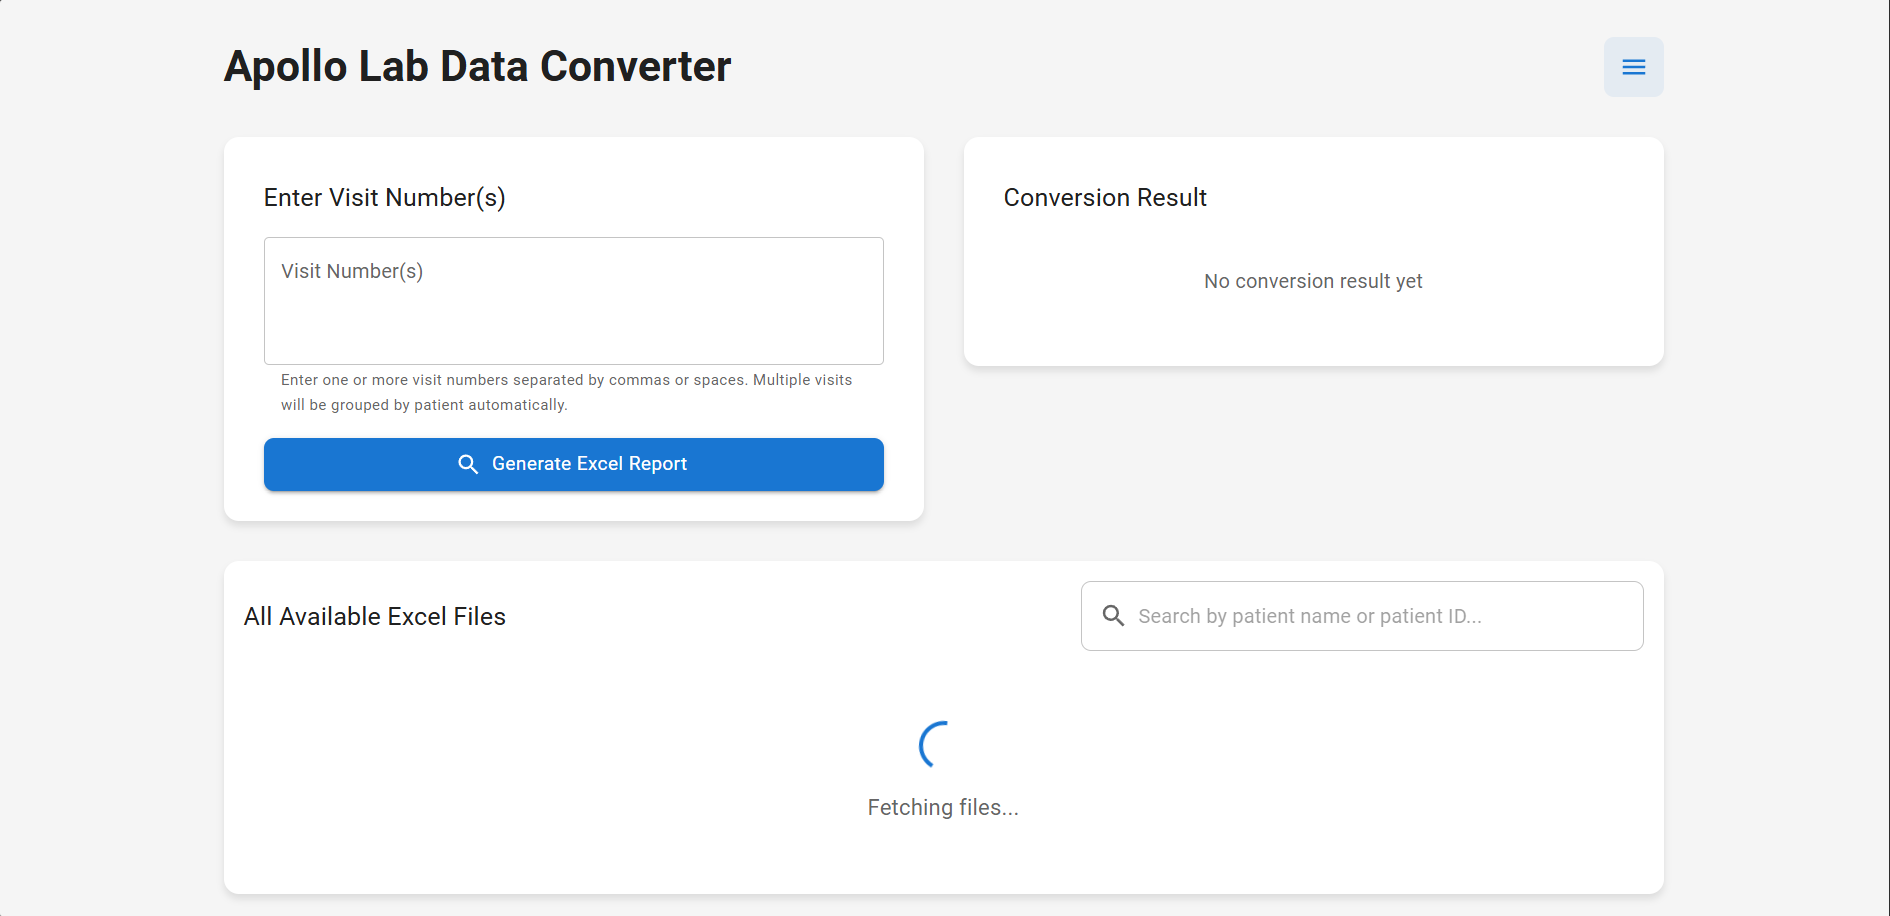 Apollo Lab Data Converter
Enter Visit Number(s)
Visit Number(s)
Enter one or more visit numbers separated by commas or spaces. Multiple visits
will be grouped by patient automatically.
Generate Excel Report
Conversion Result
No conversion result yet
All Available Excel Files
Search by patient name or patient ID...
Fetching files...